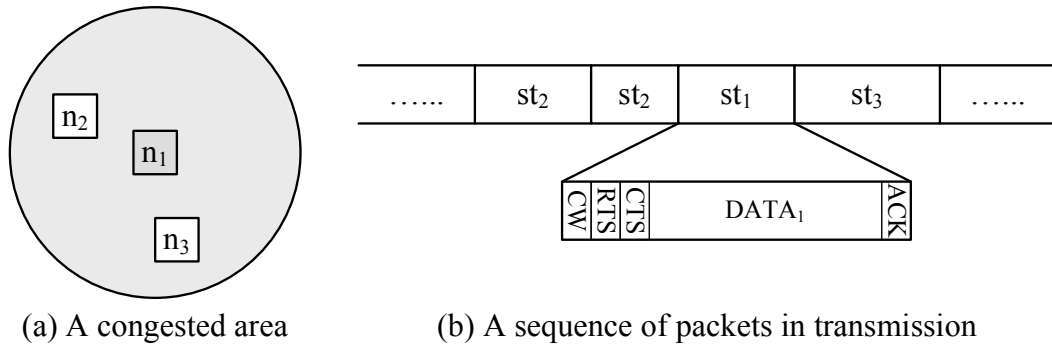 n₂
n₁
n₃
(a) A congested area
…... st₂ st₂ st₁ st₃ …...
CW RTS CTS DATA₁ ACK
(b) A sequence of packets in transmission